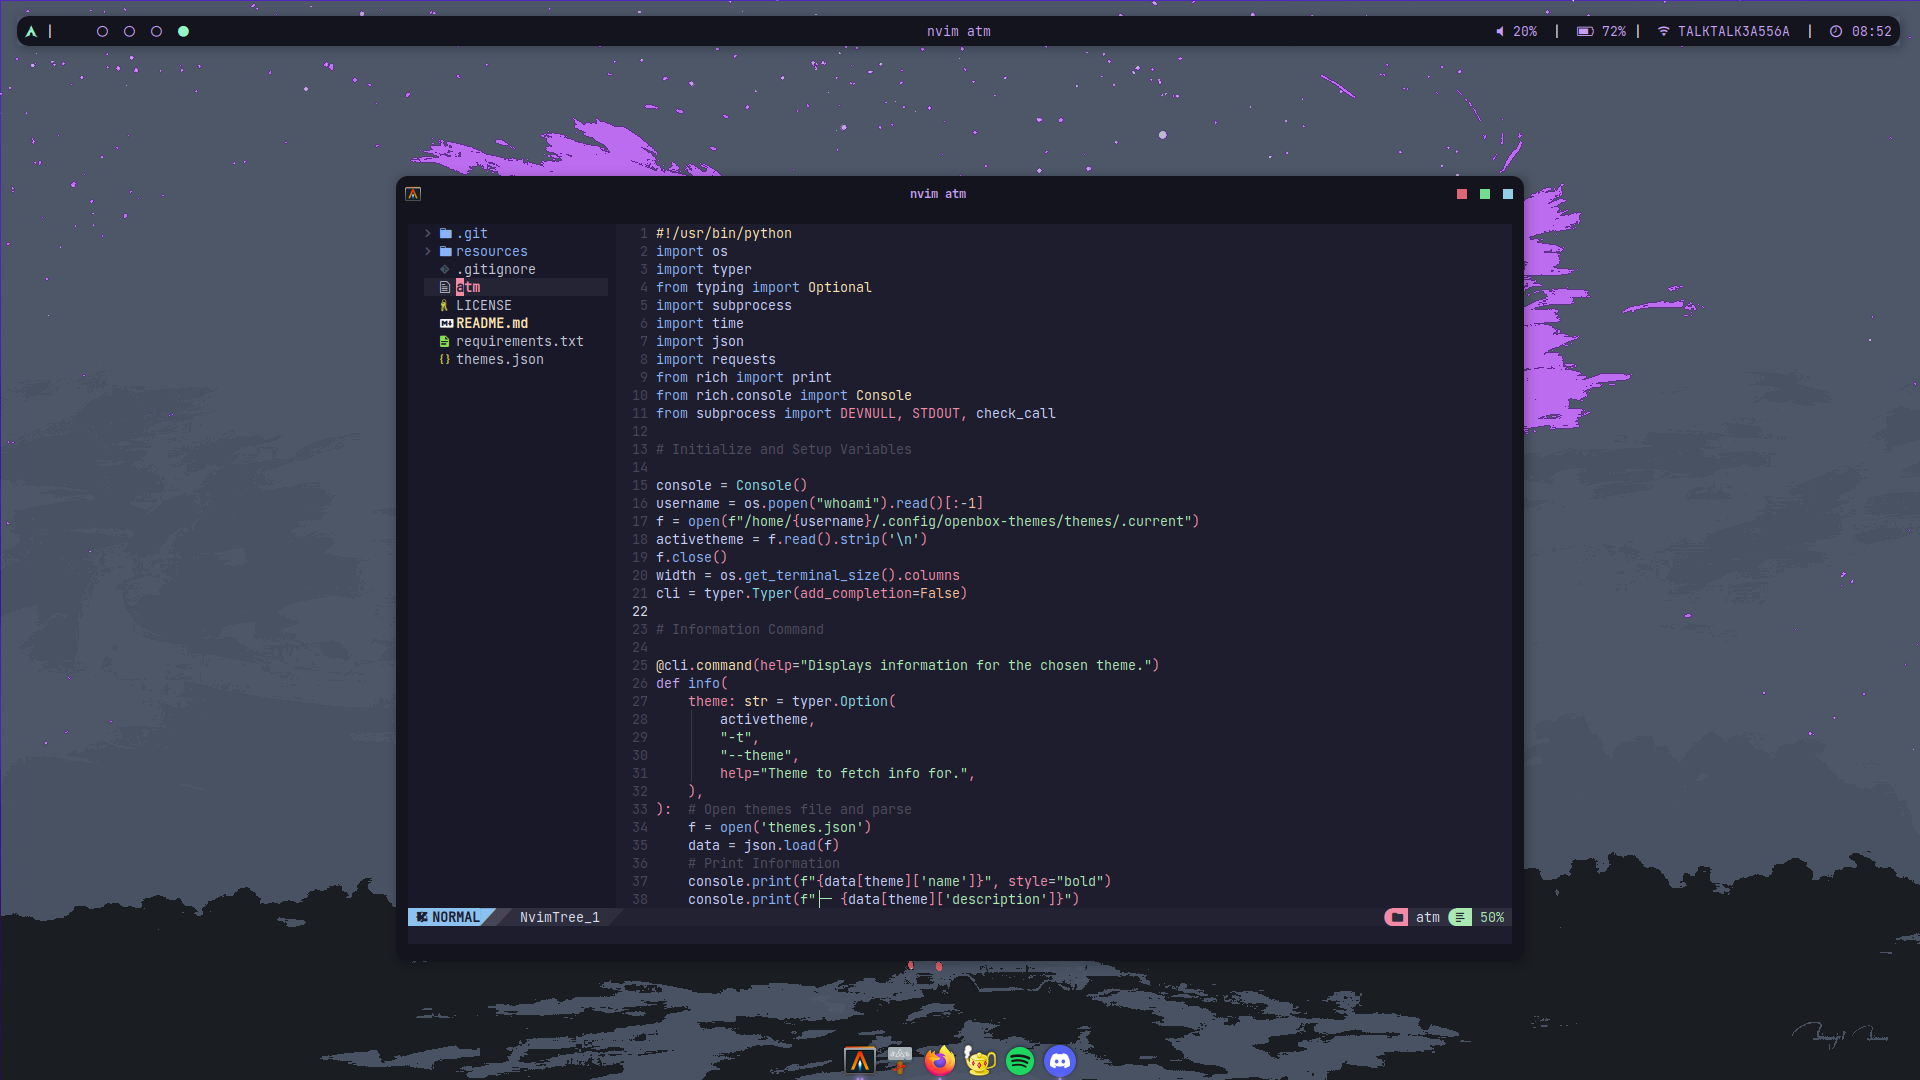 nvim atm
20% | 72% | TALKTALK3A556A | 08:52
nvim atm
.git
resources
.gitignore
atm
LICENSE
README.md
requirements.txt
themes.json
1 #!/usr/bin/python
2 import os
3 import typer
4 from typing import Optional
5 import subprocess
6 import time
7 import json
8 import requests
9 from rich import print
10 from rich.console import Console
11 from subprocess import DEVNULL, STDOUT, check_call
12
13 # Initialize and Setup Variables
14
15 console = Console()
16 username = os.popen("whoami").read()[:-1]
17 f = open(f"/home/{username}/.config/openbox-themes/themes/.current")
18 activetheme = f.read().strip('\n')
19 f.close()
20 width = os.get_terminal_size().columns
21 cli = typer.Typer(add_completion=False)
22
23 # Information Command
24
25 @cli.command(help="Displays information for the chosen theme.")
26 def info(
27     theme: str = typer.Option(
28         activetheme,
29         "-t",
30         "--theme",
31         help="Theme to fetch info for.",
32     ),
33 ):  # Open themes file and parse
34     f = open('themes.json')
35     data = json.load(f)
36     # Print Information
37     console.print(f"{data[theme]['name']}", style="bold")
38     console.print(f"├─ {data[theme]['description']}")
NORMAL NvimTree_1 atm 50%